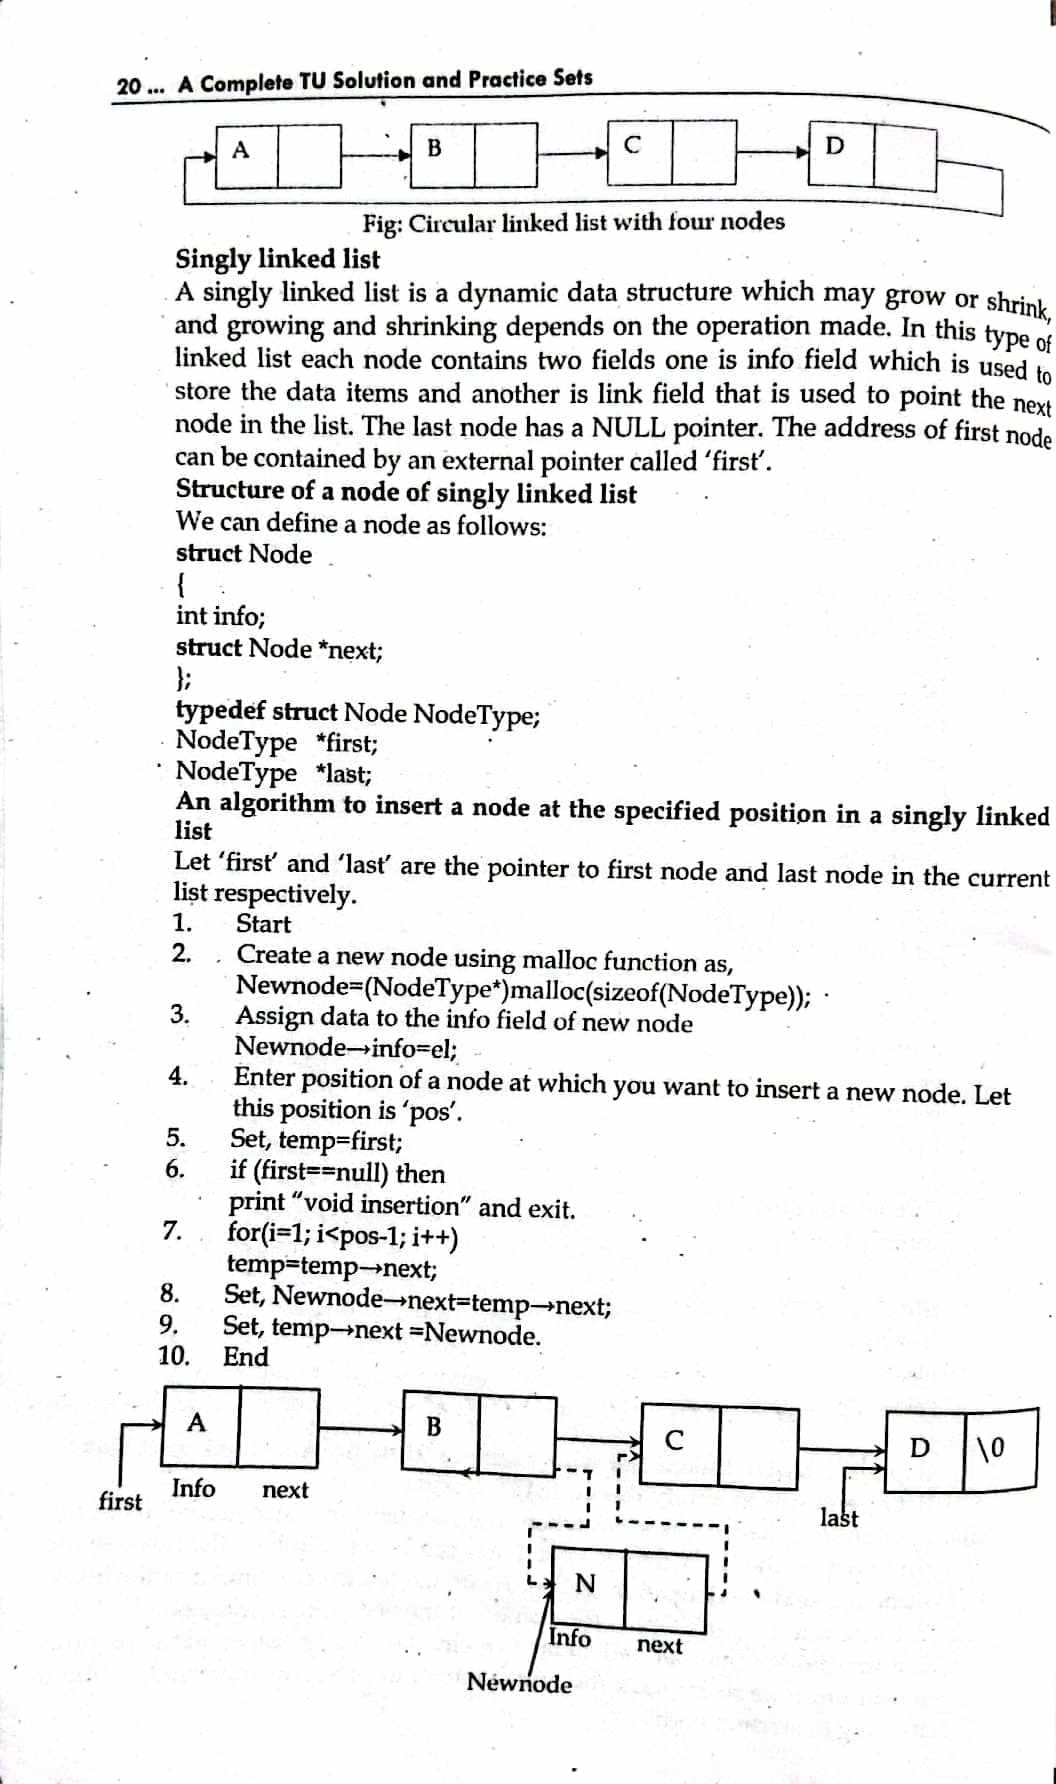 20 ... A Complete TU Solution and Practice Sets
A B C D
Fig: Circular linked list with four nodes
Singly linked list
A singly linked list is a dynamic data structure which may grow or shrink,
and growing and shrinking depends on the operation made. In this type of
linked list each node contains two fields one is info field which is used to
store the data items and another is link field that is used to point the next
node in the list. The last node has a NULL pointer. The address of first node
can be contained by an external pointer called ‘first’.
Structure of a node of singly linked list
We can define a node as follows:
struct Node
{
int info;
struct Node *next;
};
typedef struct Node NodeType;
NodeType *first;
NodeType *last;
An algorithm to insert a node at the specified position in a singly linked
list
Let ‘first’ and ‘last’ are the pointer to first node and last node in the current
list respectively.
1. Start
2. Create a new node using malloc function as,
Newnode=(NodeType*)malloc(sizeof(NodeType));
3. Assign data to the info field of new node
Newnode→info=el;
4. Enter position of a node at which you want to insert a new node. Let
this position is ‘pos’.
5. Set, temp=first;
6. if (first==null) then
print “void insertion” and exit.
7. for(i=1; i<pos-1; i++)
temp=temp→next;
8. Set, Newnode→next=temp→next;
9. Set, temp→next =Newnode.
10. End
A B C D \0
Info next
first
last
N
Info next
Newnode